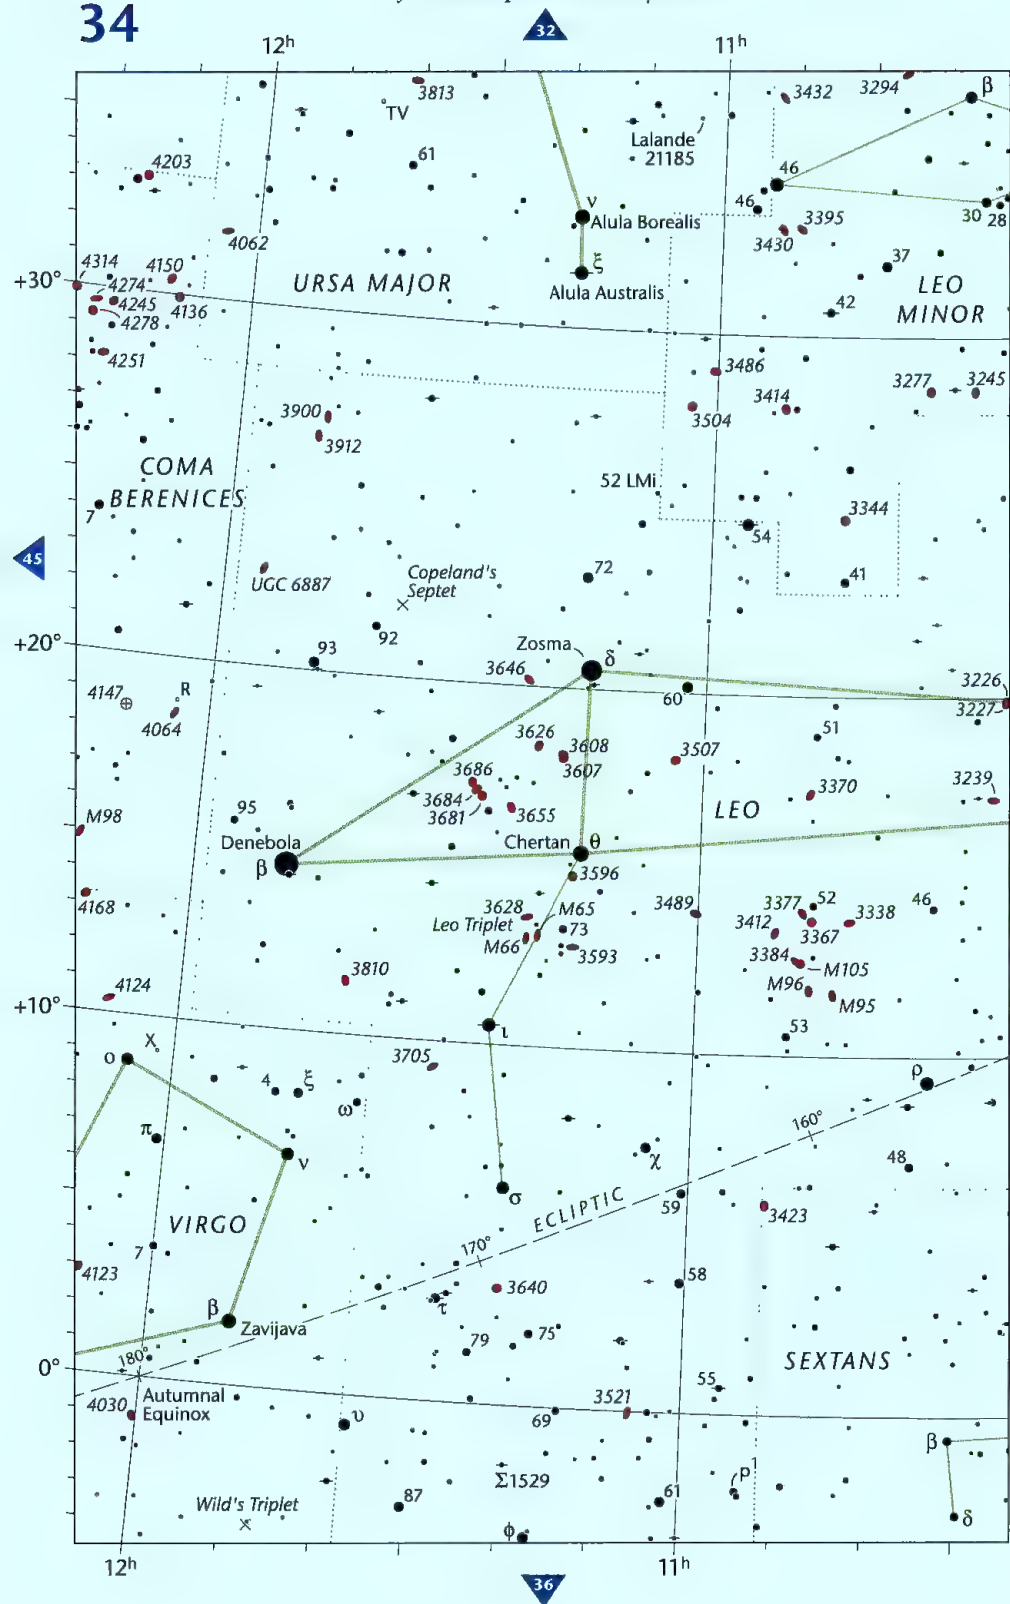 34
12h
32
11h
3813
TV
61
Lalande
21185
3432
3294
β
46
46
3395
3430
30
28
4203
4062
ν
Alula Borealis
ξ
Alula Australis
37
42
LEO
MINOR
URSA MAJOR
+30°
4314
4274
4245
4278
4150
4136
4251
3486
3277
3245
3900
3912
3504
3414
COMA
BERENICES
7
52 LMi
54
3344
41
45
UGC 6887
Copeland's
Septet
72
92
93
+20°
Zosma
δ
3646
60
3226
3227
4147
R
4064
3626
3608
3607
3507
51
3686
3684
3681
3655
3370
3239
LEO
M98
95
Denebola
β
Chertan
θ
3596
4168
3628
Leo Triplet
M65
M66
73
3593
3489
3377
52
3338
46
3412
3367
3384
M105
M96
M95
3810
4124
+10°
ι
53
ο
X
3705
4
ξ
ω
ρ
π
ν
160°
χ
48
σ
ECLIPTIC
59
3423
VIRGO
7
170°
4123
58
3640
τ
β
Zavijava
79
75
180°
0°
SEXTANS
4030
Autumnal
Equinox
υ
69
3521
55
β
Σ1529
p1
61
87
Wild's Triplet
ϕ
δ
12h
11h
36